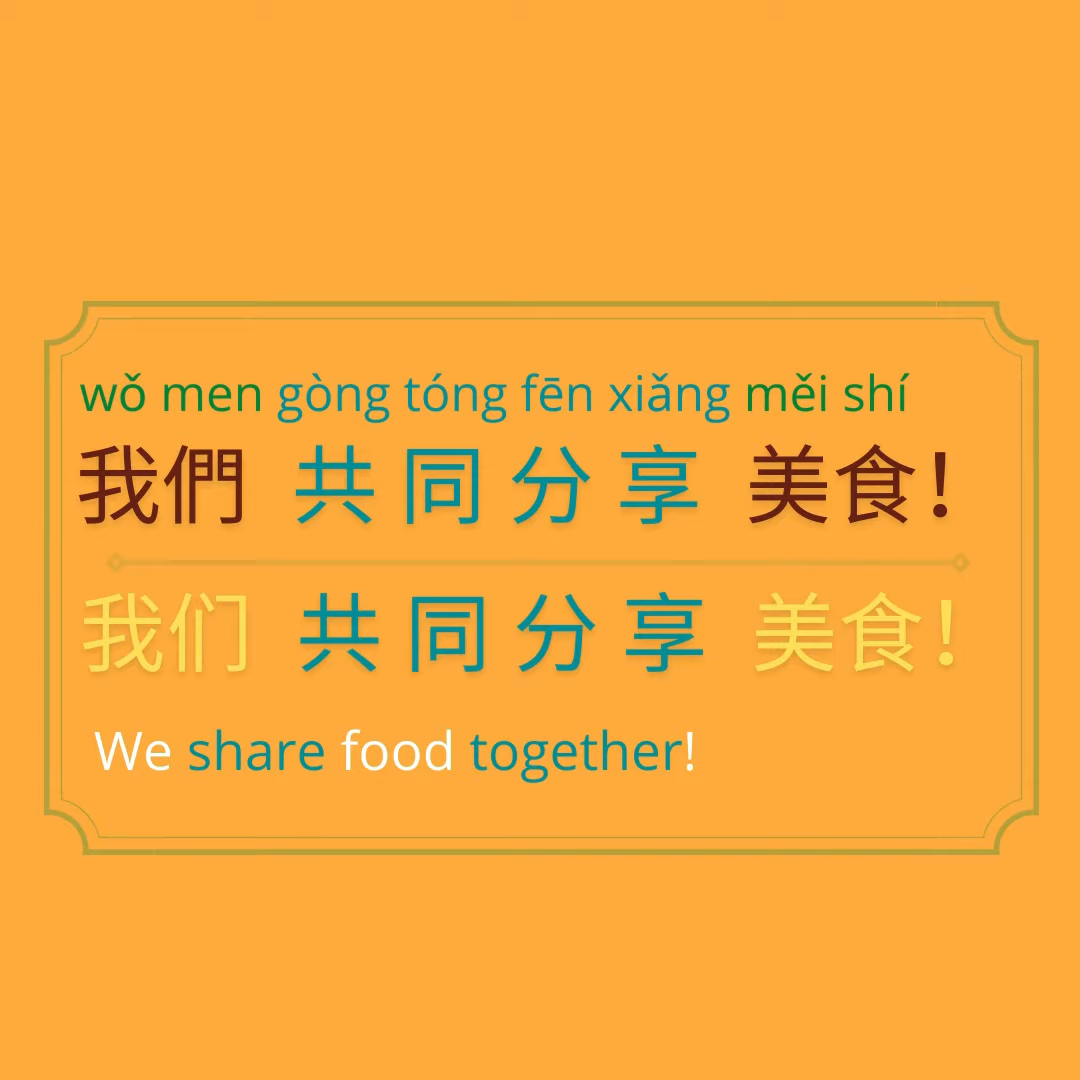 wǒ men gòng tóng fēn xiǎng měi shí
我們 共同分享 美食！
我们 共同分享 美食！
We share food together!